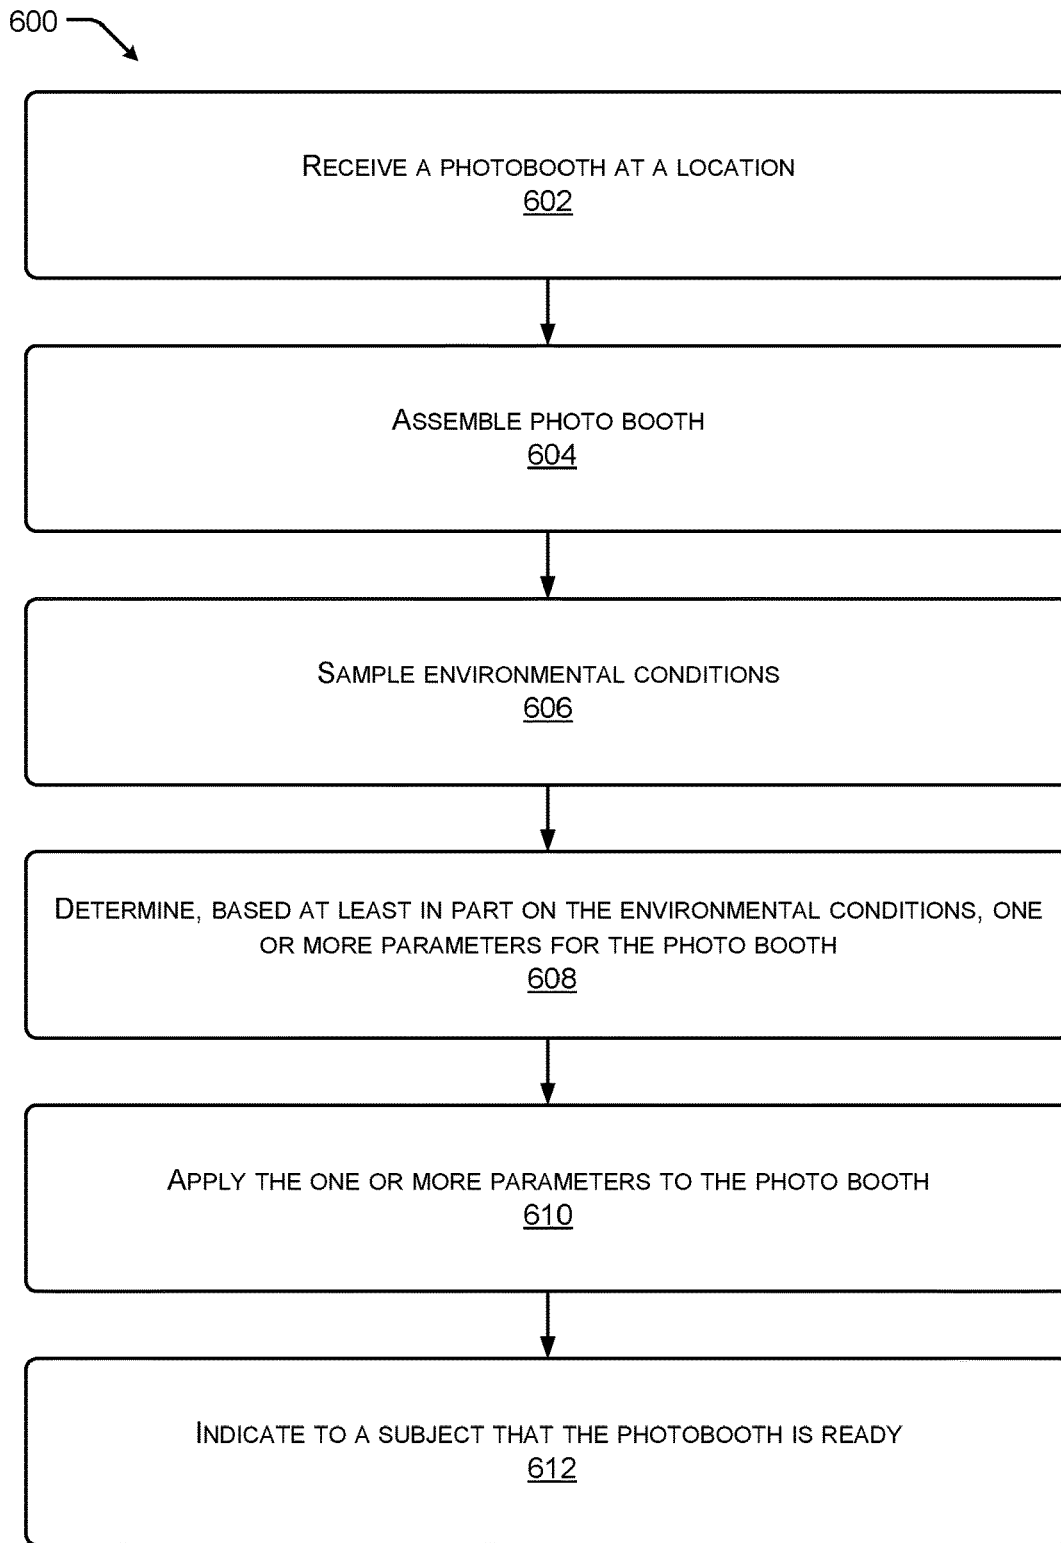 600
RECEIVE A PHOTOBOOTH AT A LOCATION
602
ASSEMBLE PHOTO BOOTH
604
SAMPLE ENVIRONMENTAL CONDITIONS
606
DETERMINE, BASED AT LEAST IN PART ON THE ENVIRONMENTAL CONDITIONS, ONE
OR MORE PARAMETERS FOR THE PHOTO BOOTH
608
APPLY THE ONE OR MORE PARAMETERS TO THE PHOTO BOOTH
610
INDICATE TO A SUBJECT THAT THE PHOTOBOOTH IS READY
612